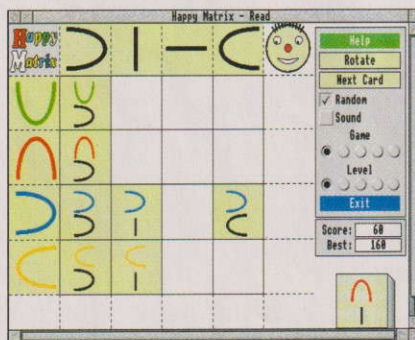 Happy Matrix - Read
Happy
Matrix
Help
Rotate
Next Card
Random
Sound
Game
Level
Exit
Score: 60
Best: 160